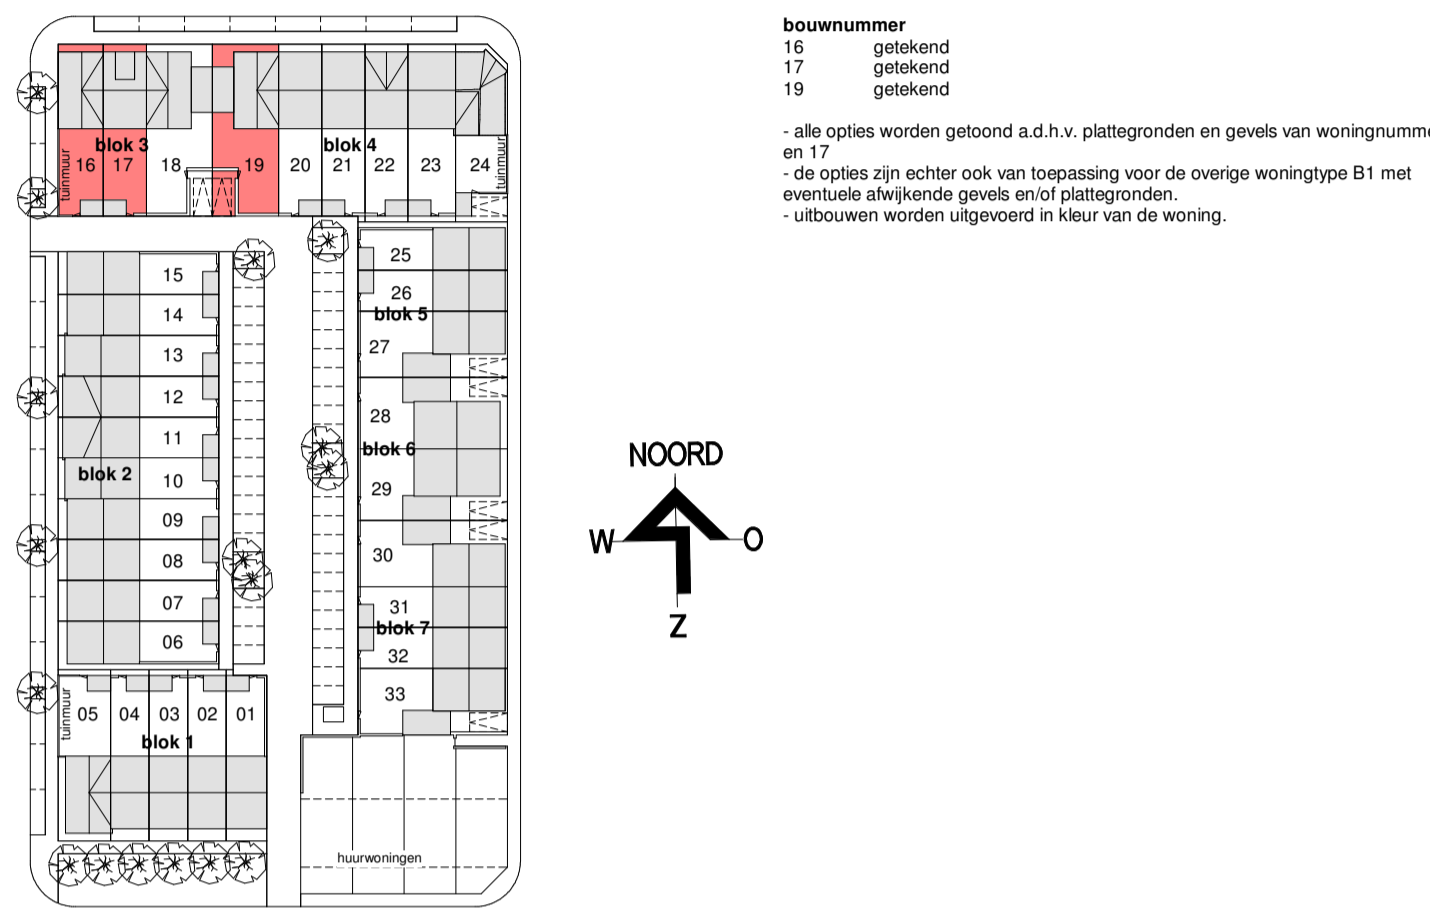 bouwnummer
16 getekend
17 getekend
19 getekend
- alle opties worden getoond a.d.h.v. plattegronden en gevels van
en 17
- de opties zijn echter ook van toepassing voor de overige woningtype B1 met
eventuele afwijkende gevels en/of plattegronden.
- uitbouwen worden uitgevoerd in kleur van de woning.
blok 3
blok 4
tuinmuur
16 17 18 19 20 21 22 23 24
tuinmuur
15
14
13
12
11
10
09
08
07
06
blok 2
25
26
blok 5
27
28
blok 6
29
30
31
blok 7
32
33
tuinmuur
05 04 03 02 01
blok 1
huurwoningen
NOORD
W O
Z